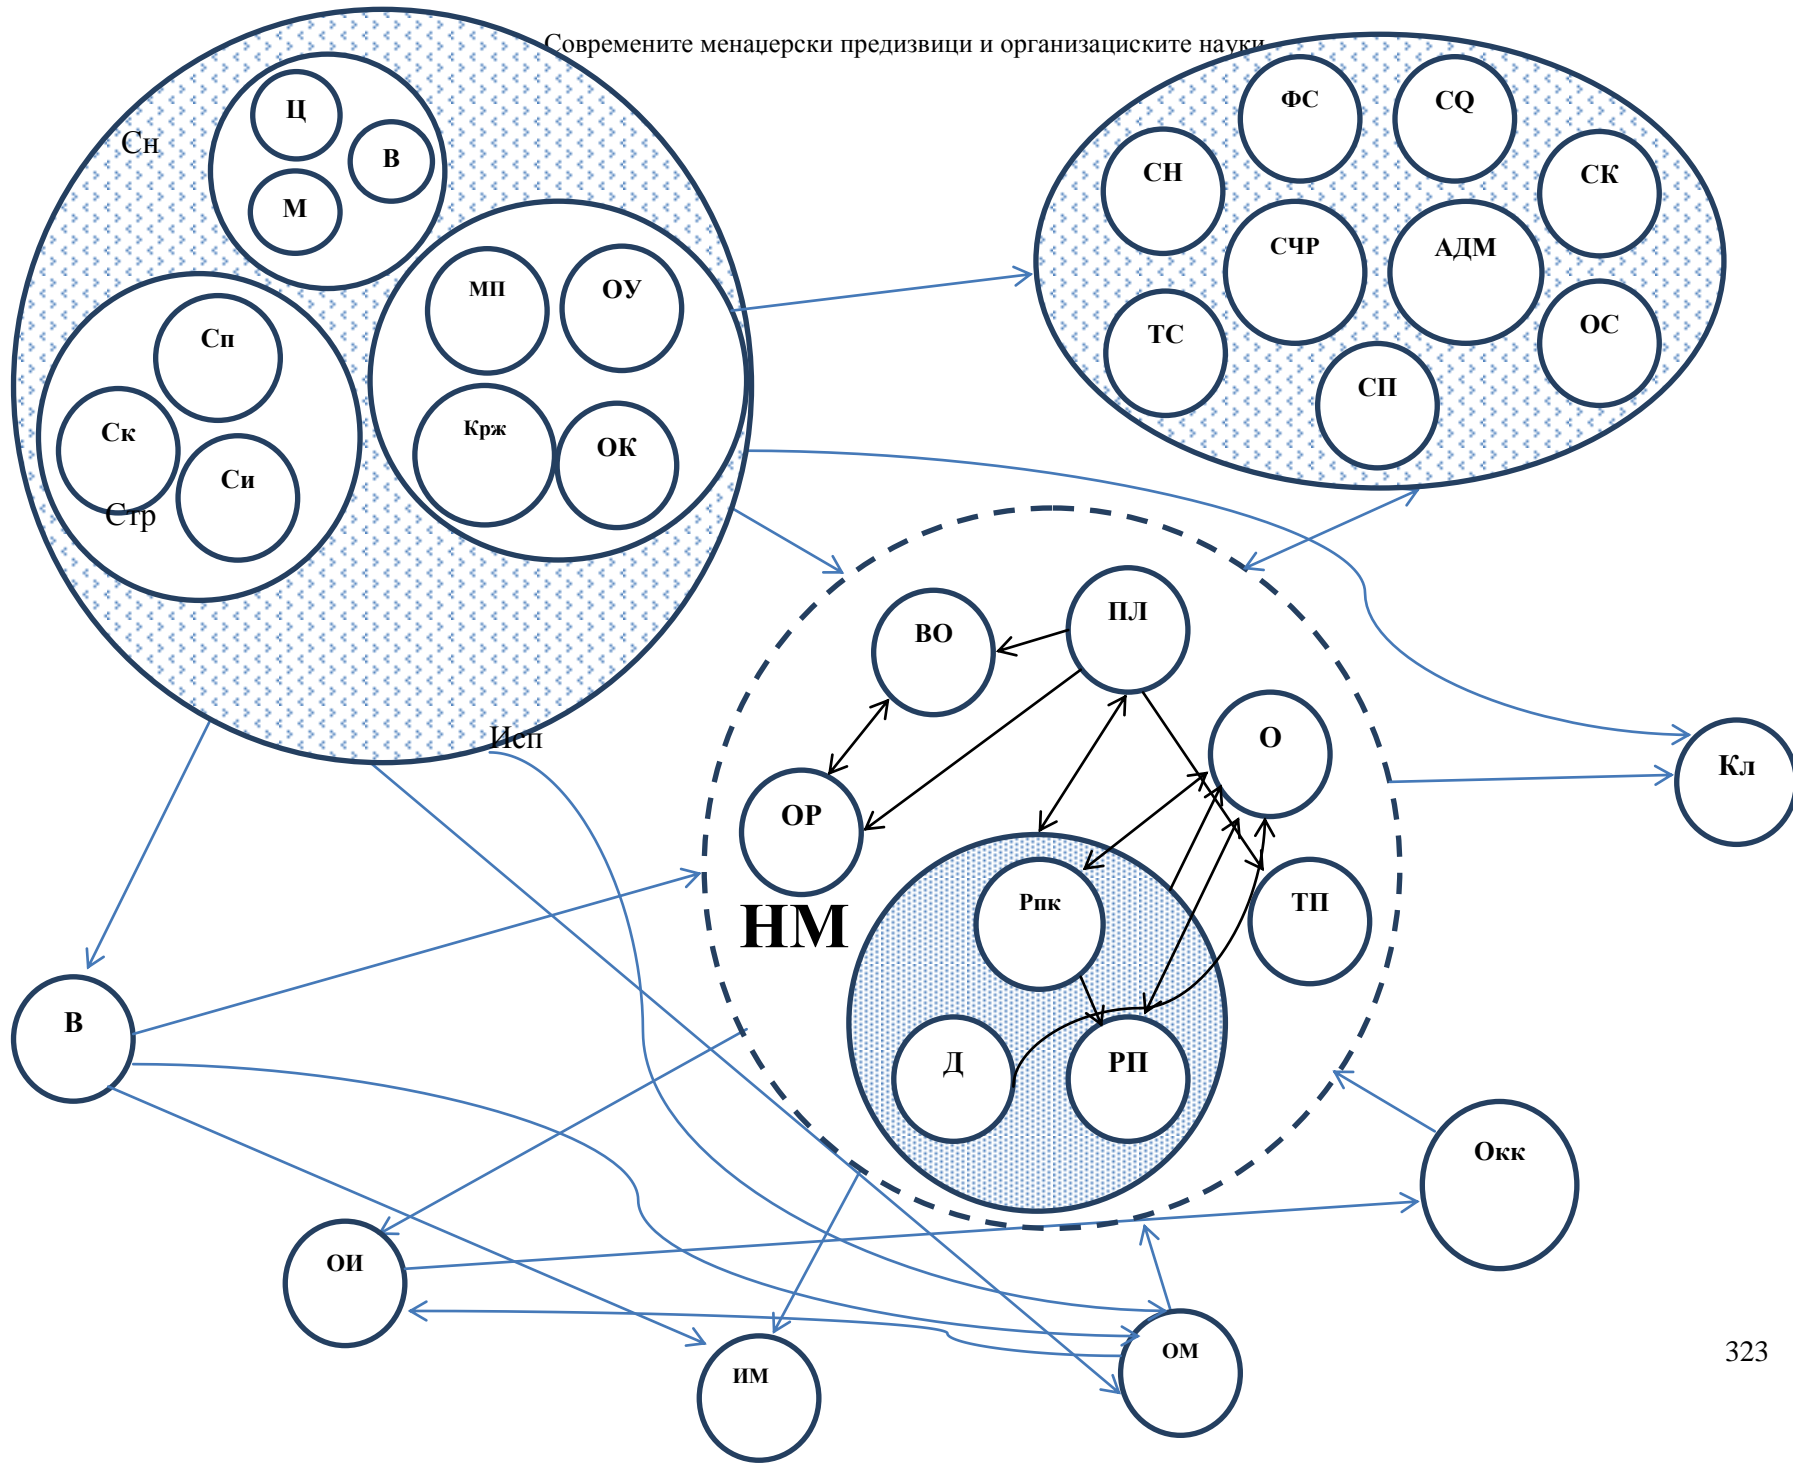 Современите менаџерски предизвици и организациските науки
Сн
Ц
В
М
МП
ОУ
Крж
ОК
Сп
Ск
Си
Стр
Исп
ФС
CQ
СН
СК
СЧР
АДМ
ТС
ОС
СП
ВО
ПЛ
О
ОР
НМ
Рпк
ТП
Д
РП
Кл
В
Окк
ОИ
ИМ
ОМ
323